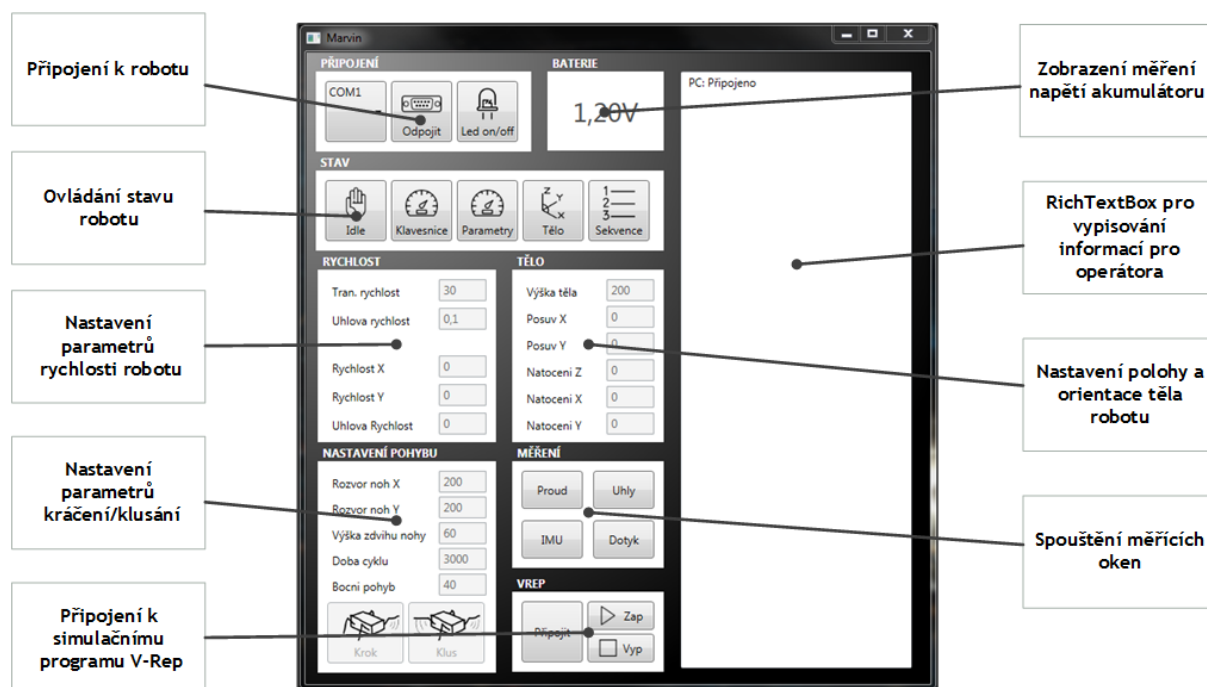 Připojení k robotu
Ovládání stavu
robotu
Nastavení
parametrů
rychlosti robotu
Nastavení
parametrů
kráčení/klusání
Připojení k
simulačnímu
programu V-Rep
Marvin
PŘIPOJENÍ
COM1
Odpojit
Led on/off
BATERIE
1,20V
STAV
Idle
Klavesnice
Parametry
Z
Y
X
Tělo
1
2
3
Sekvence
RYCHLOST
Tran. rychlost 30
Uhlova rychlost 0,1
Rychlost X 0
Rychlost Y 0
Uhlova Rychlost 0
TĚLO
Výška těla 200
Posuv X 0
Posuv Y 0
Natoceni Z 0
Natoceni X 0
Natoceni Y 0
NASTAVENÍ POHYBU
Rozvor noh X 200
Rozvor noh Y 200
Výška zdvihu nohy 60
Doba cyklu 3000
Bocni pohyb 40
Krok
Klus
MĚŘENÍ
Proud
Uhly
IMU
Dotyk
VREP
Připojit
Zap
Vyp
PC: Připojeno
Zobrazení měření
napětí akumulátoru
RichTextBox pro
vypisování
informací pro
operátora
Nastavení polohy a
orientace těla
robotu
Spouštění měřících
oken